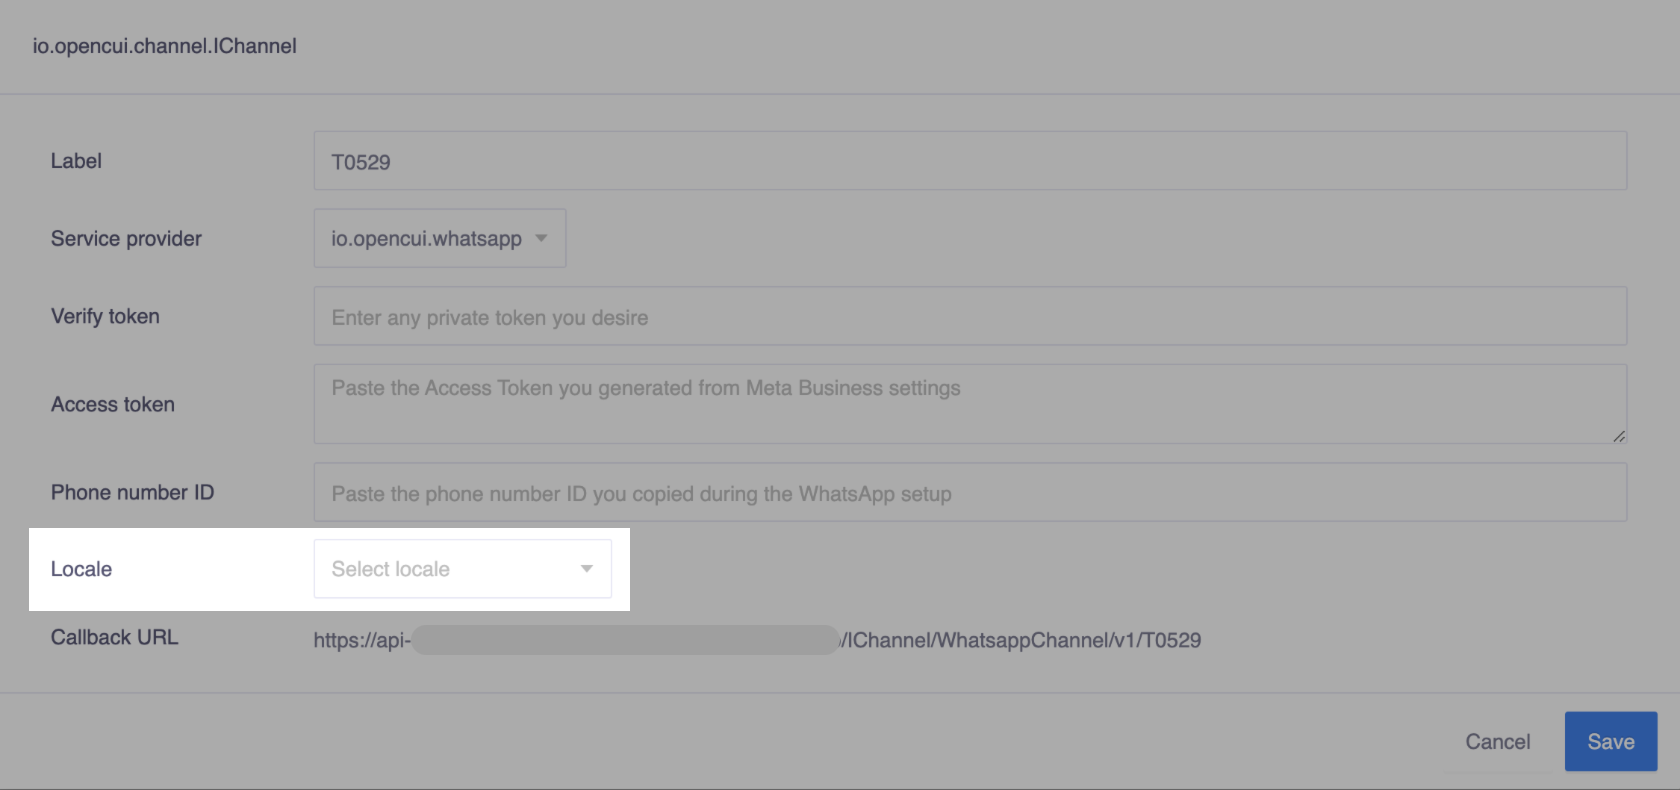 io.opencui.channel.IChannel
Label
T0529
Service provider
io.opencui.whatsapp
Verify token
Enter any private token you desire
Access token
Paste the Access Token you generated from Meta Business settings
Phone number ID
Paste the phone number ID you copied during the WhatsApp setup
Locale
Select locale
Callback URL
https://api- /IChannel/WhatsappChannel/v1/T0529
Cancel
Save